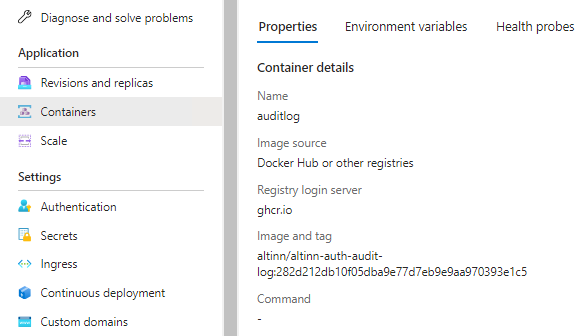 Diagnose and solve problems
Application
Revisions and replicas
Containers
Scale
Settings
Authentication
Secrets
Ingress
Continuous deployment
Custom domains
Properties Environment variables Health probes
Container details
Name
auditlog
Image source
Docker Hub or other registries
Registry login server
ghcr.io
Image and tag
altinn/altinn-auth-audit-
log:282d212db10f05dba9e77d7eb9e9aa970393e1c5
Command
-